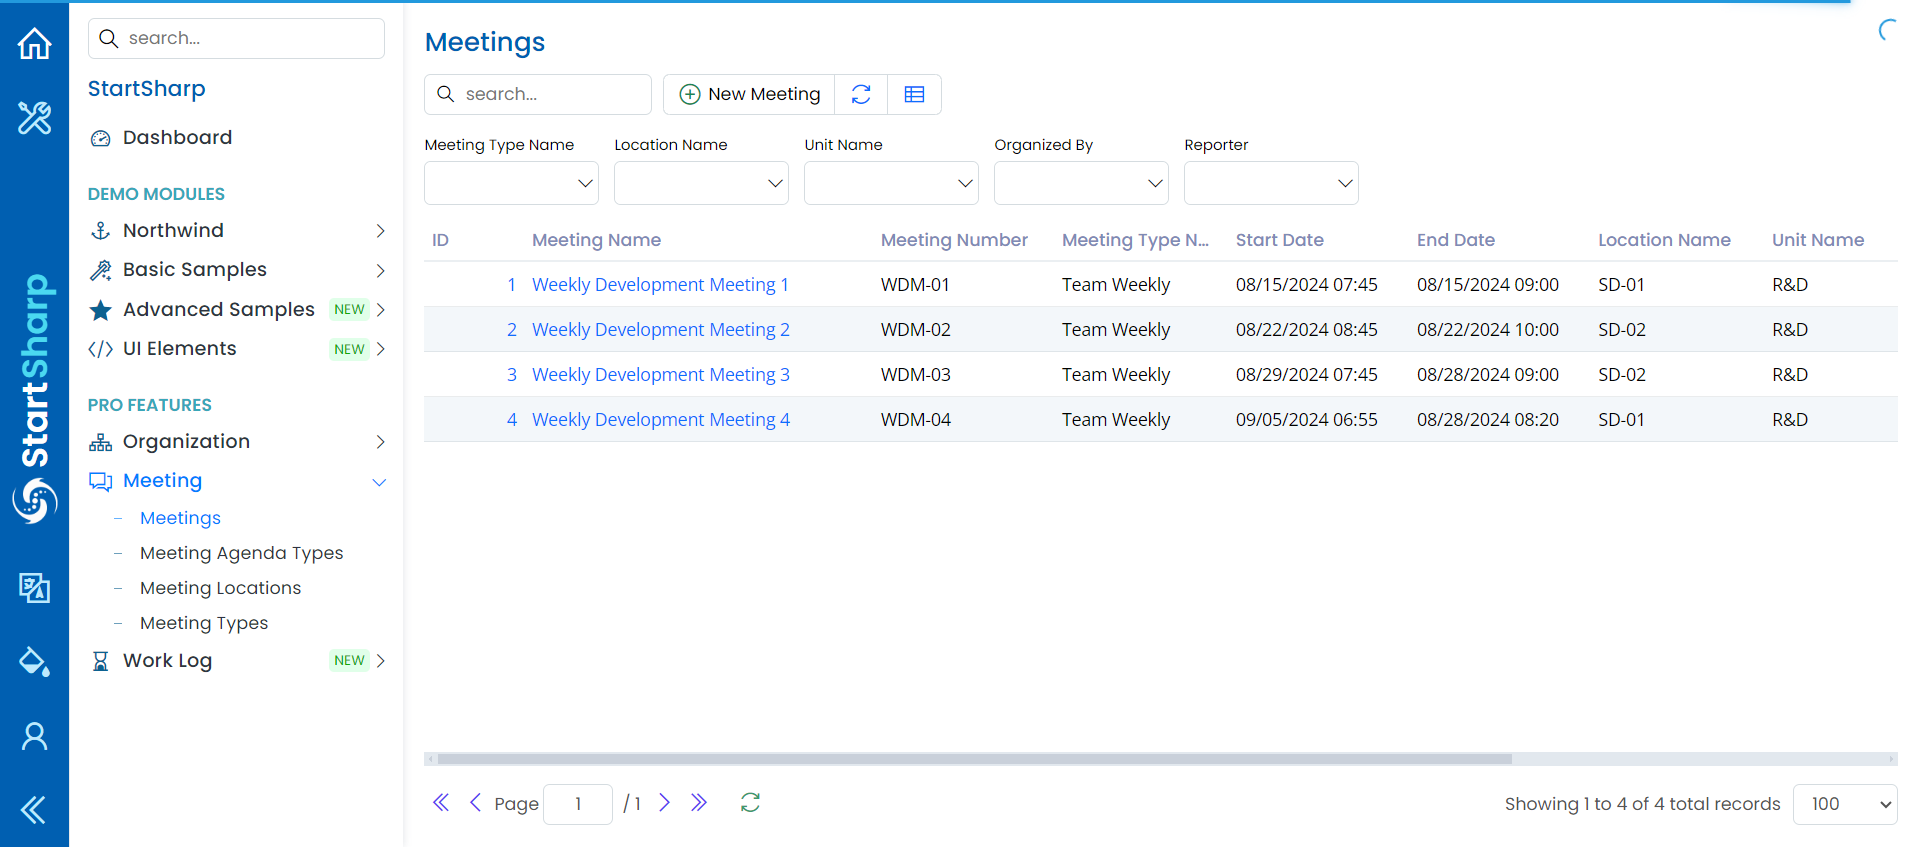 StartSharp
search...
StartSharp
Dashboard
DEMO MODULES
Northwind
Basic Samples
Advanced Samples NEW
UI Elements NEW
PRO FEATURES
Organization
Meeting
Meetings
Meeting Agenda Types
Meeting Locations
Meeting Types
Work Log NEW
Meetings
search...
New Meeting
Meeting Type Name Location Name Unit Name Organized By Reporter
ID Meeting Name Meeting Number Meeting Type N... Start Date End Date Location Name Unit Name
1 Weekly Development Meeting 1 WDM-01 Team Weekly 08/15/2024 07:45 08/15/2024 09:00 SD-01 R&D
2 Weekly Development Meeting 2 WDM-02 Team Weekly 08/22/2024 08:45 08/22/2024 10:00 SD-02 R&D
3 Weekly Development Meeting 3 WDM-03 Team Weekly 08/29/2024 07:45 08/28/2024 09:00 SD-02 R&D
4 Weekly Development Meeting 4 WDM-04 Team Weekly 09/05/2024 06:55 08/28/2024 08:20 SD-01 R&D
Page 1 / 1
Showing 1 to 4 of 4 total records 100